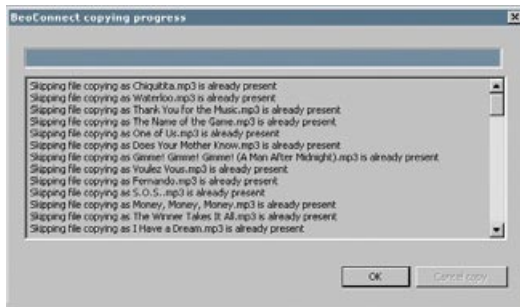 BeoConnect copying progress
Skipping file copying as Chiquitita.mp3 is already present
Skipping file copying as Waterloo.mp3 is already present
Skipping file copying as Thank You for the Music.mp3 is already present
Skipping file copying as The Name of the Game.mp3 is already present
Skipping file copying as One of Us.mp3 is already present
Skipping file copying as Does Your Mother Know.mp3 is already present
Skipping file copying as Gimme! Gimme! Gimme! (A Man After Midnight).mp3 is already present
Skipping file copying as Voulez Vous.mp3 is already present
Skipping file copying as Fernando.mp3 is already present
Skipping file copying as S.O.S..mp3 is already present
Skipping file copying as Money, Money, Money.mp3 is already present
Skipping file copying as The Winner Takes It All.mp3 is already present
Skipping file copying as I Have a Dream.mp3 is already present
OK
Cancel copy